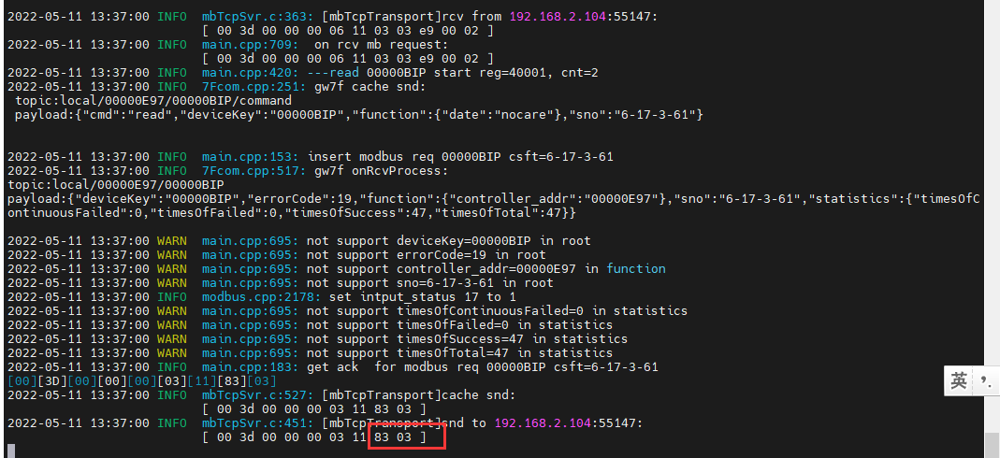 2022-05-11 13:37:00 INFO  mbTcpSvr.c:363: [mbTcpTransport]rcv from 192.168.2.104:55147:
[ 00 3d 00 00 00 06 11 03 03 e9 00 02 ]
2022-05-11 13:37:00 INFO  main.cpp:709:  on rcv mb request:
[ 00 3d 00 00 00 06 11 03 03 e9 00 02 ]
2022-05-11 13:37:00 INFO  main.cpp:420: ---read 00000BIP start reg=40001, cnt=2
2022-05-11 13:37:00 INFO  7Fcom.cpp:251: gw7f cache snd:
topic:local/00000E97/00000BIP/command
payload:{"cmd":"read","deviceKey":"00000BIP","function":{"date":"nocare"},"sno":"6-17-3-61"}
2022-05-11 13:37:00 INFO  main.cpp:153: insert modbus req 00000BIP csft=6-17-3-61
2022-05-11 13:37:00 INFO  7Fcom.cpp:517: gw7f onRcvProcess:
topic:local/00000E97/00000BIP
payload:{"deviceKey":"00000BIP","errorCode":19,"function":{"controller_addr":"00000E97"},"sno":"6-17-3-61","statistics":{"timesOfC
ontinuousFailed":0,"timesOfFailed":0,"timesOfSuccess":47,"timesOfTotal":47}}
2022-05-11 13:37:00 WARN  main.cpp:695: not support deviceKey=00000BIP in root
2022-05-11 13:37:00 WARN  main.cpp:695: not support errorCode=19 in root
2022-05-11 13:37:00 WARN  main.cpp:695: not support controller_addr=00000E97 in function
2022-05-11 13:37:00 WARN  main.cpp:695: not support sno=6-17-3-61 in root
2022-05-11 13:37:00 INFO  modbus.cpp:2178: set intput_status 17 to 1
2022-05-11 13:37:00 WARN  main.cpp:695: not support timesOfContinuousFailed=0 in statistics
2022-05-11 13:37:00 WARN  main.cpp:695: not support timesOfFailed=0 in statistics
2022-05-11 13:37:00 WARN  main.cpp:695: not support timesOfSuccess=47 in statistics
2022-05-11 13:37:00 WARN  main.cpp:695: not support timesOfTotal=47 in statistics
2022-05-11 13:37:00 INFO  main.cpp:183: get ack  for modbus req 00000BIP csft=6-17-3-61
[00][3D][00][00][00][03][11][83][03]
2022-05-11 13:37:00 INFO  mbTcpSvr.c:527: [mbTcpTransport]cache snd:
[ 00 3d 00 00 00 03 11 83 03 ]
2022-05-11 13:37:00 INFO  mbTcpSvr.c:451: [mbTcpTransport]snd to 192.168.2.104:55147:
[ 00 3d 00 00 00 03 11 83 03 ]
英 ’.